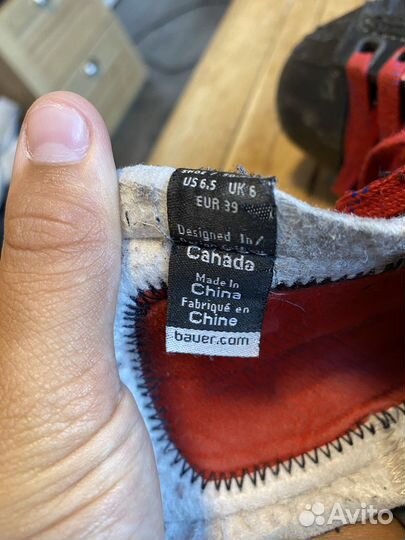 US 6.5 UK 6
EUR 39
Designed In/
Canada
Made In
China
Fabriqué en
Chine
bauer.com
Avito